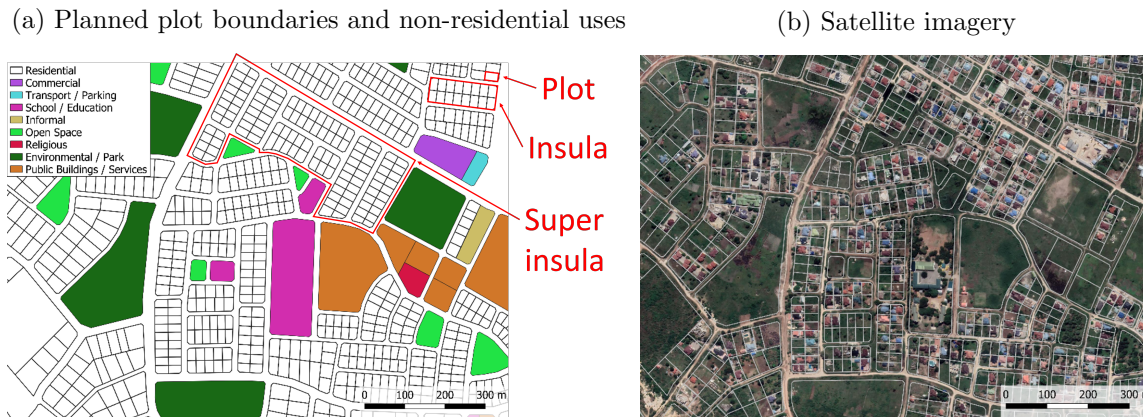 (a) Planned plot boundaries and non-residential uses
(b) Satellite imagery
Residential
Commercial
Transport / Parking
School / Education
Informal
Open Space
Religious
Environmental / Park
Public Buildings / Services
Plot
Insula
Super
insula
0 100 200 300 m
0 100 200 300 m